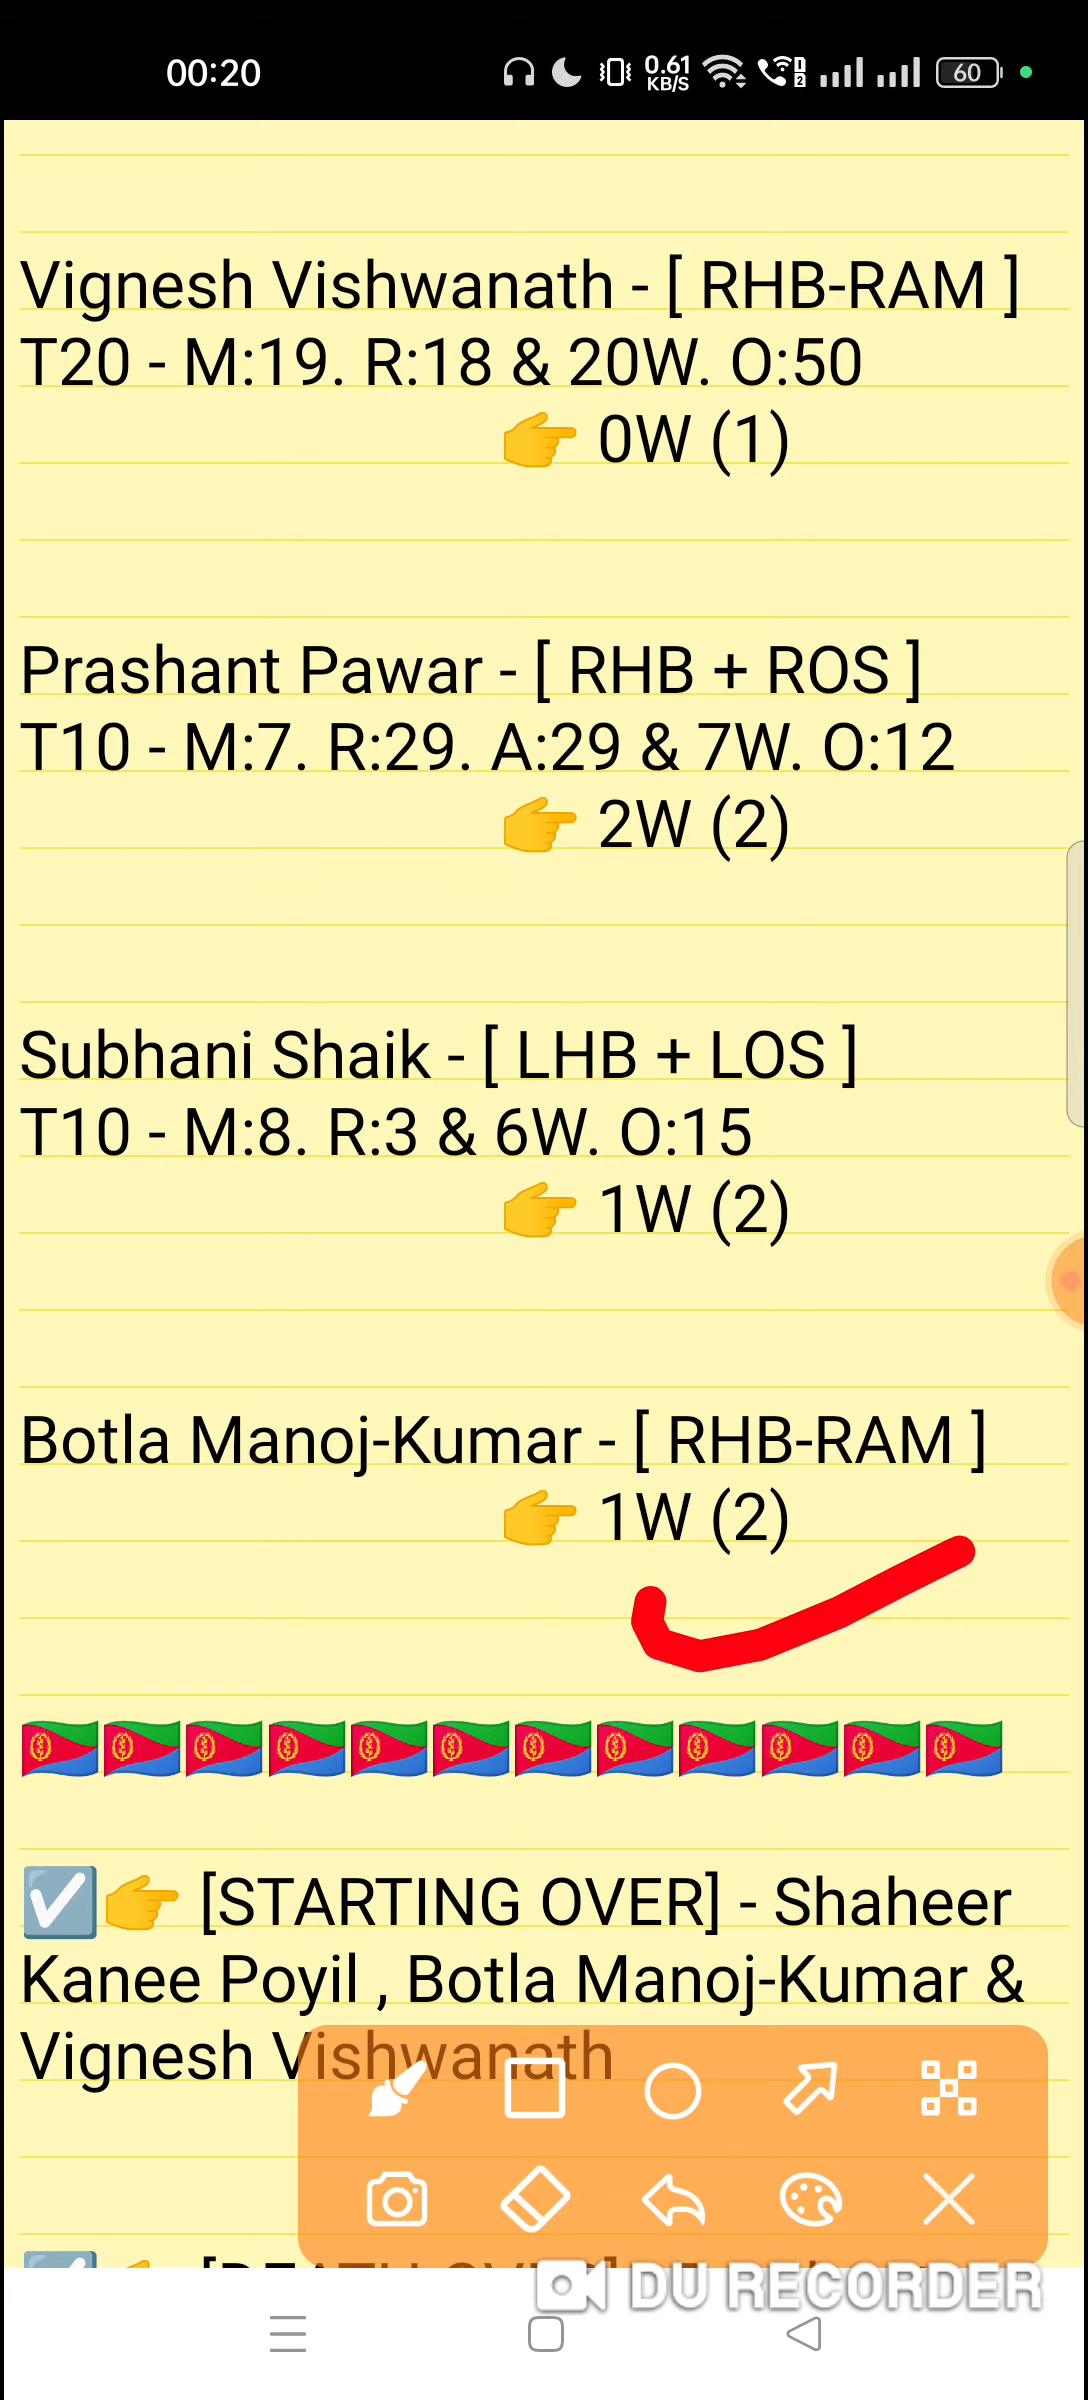 00:20 0.61 KB/S 1 2 60
Vignesh Vishwanath - [ RHB-RAM ]
T20 - M:19. R:18 & 20W. O:50
👉 0W (1)
Prashant Pawar - [ RHB + ROS ]
T10 - M:7. R:29. A:29 & 7W. O:12
👉 2W (2)
Subhani Shaik - [ LHB + LOS ]
T10 - M:8. R:3 & 6W. O:15
👉 1W (2)
Botla Manoj-Kumar - [ RHB-RAM ]
👉 1W (2)
🇪🇷🇪🇷🇪🇷🇪🇷🇪🇷🇪🇷🇪🇷🇪🇷🇪🇷🇪🇷🇪🇷🇪🇷
☑️👉 [STARTING OVER] - Shaheer
Kanee Poyil , Botla Manoj-Kumar &
Vignesh Vishwanath
DU RECORDER